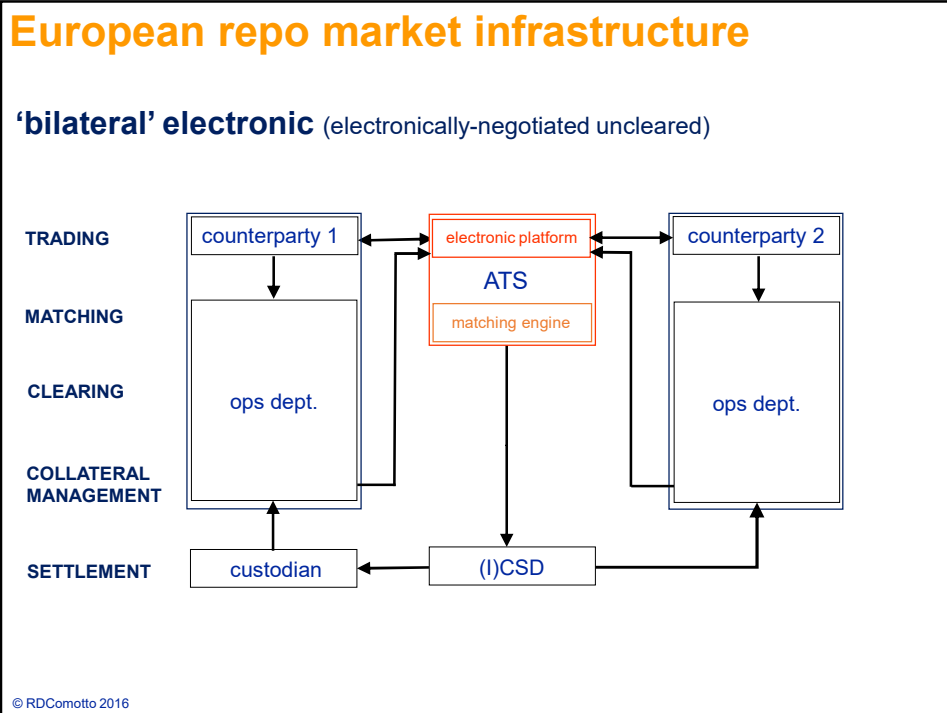 European repo market infrastructure
‘bilateral’ electronic (electronically-negotiated uncleared)
TRADING
counterparty 1
electronic platform
counterparty 2
ATS
MATCHING
matching engine
CLEARING
ops dept.
ops dept.
COLLATERAL
MANAGEMENT
SETTLEMENT
custodian
(I)CSD
© RDComotto 2016